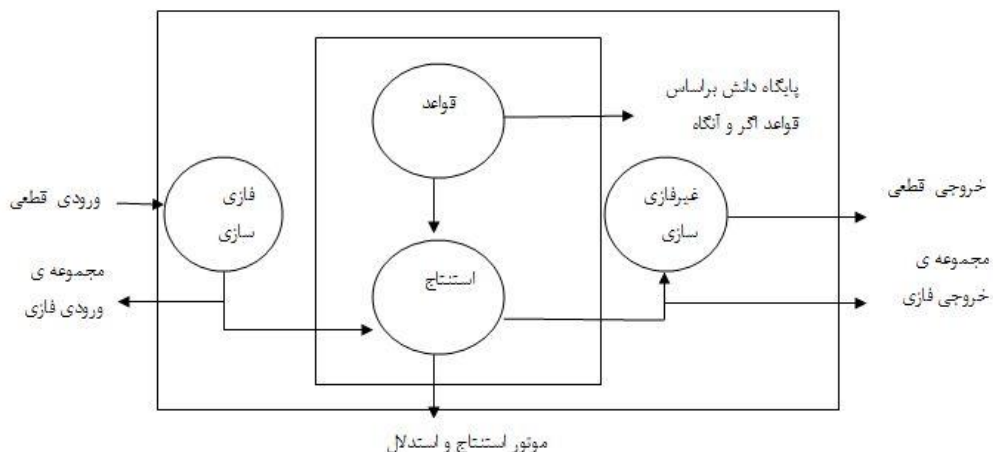 قواعد
پایگاه دانش براساس
قواعد اگر و آنگاه
ورودی قطعی
فازی
سازی
غیرفازی
سازی
خروجی قطعی
مجموعه ی
ورودی فازی
استنتاج
مجموعه ی
خروجی فازی
موتور استنتاج و استدلال